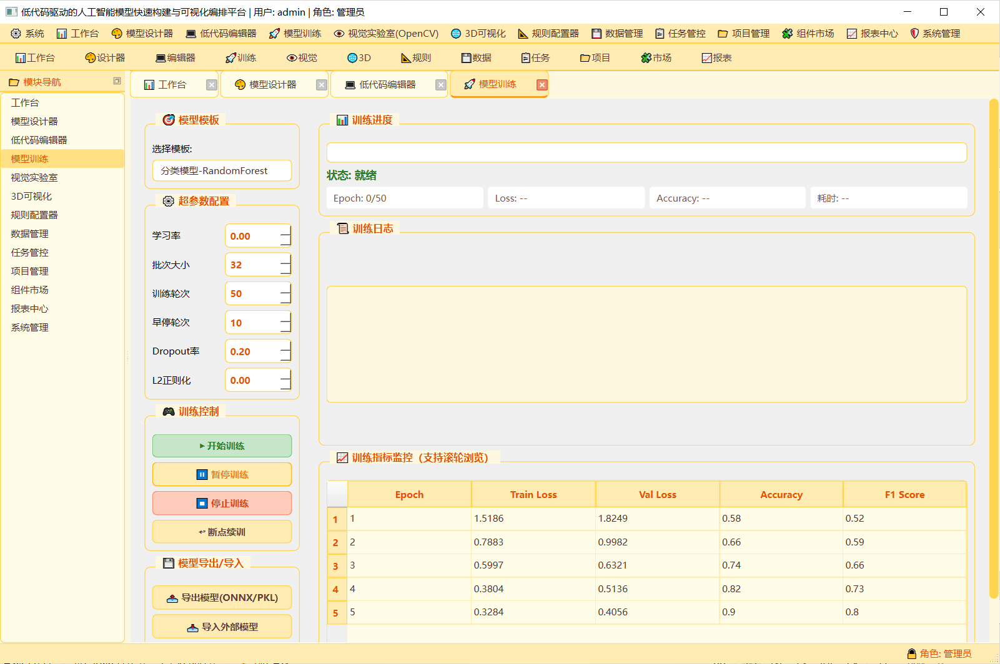 低代码驱动的人工智能模型快速构建与可视化编排平台 | 用户: admin | 角色: 管理员
系统 工作台 模型设计器 低代码编辑器 模型训练 视觉实验室(OpenCV) 3D可视化 规则配置器 数据管理 任务管控 项目管理 组件市场 报表中心 系统管理
工作台 设计器 编辑器 训练 视觉 3D 规则 数据 任务 项目 市场 报表
模块导航
工作台
模型设计器
低代码编辑器
模型训练
视觉实验室
3D可视化
规则配置器
数据管理
任务管控
项目管理
组件市场
报表中心
系统管理
工作台 模型设计器 低代码编辑器 模型训练
模型模板
选择模板:
分类模型-RandomForest
超参数配置
学习率 0.00
批次大小 32
训练轮次 50
早停轮次 10
Dropout率 0.20
L2正则化 0.00
训练控制
开始训练
暂停训练
停止训练
断点续训
模型导出/导入
导出模型(ONNX/PKL)
导入外部模型
训练进度
状态: 就绪
Epoch: 0/50 Loss: -- Accuracy: -- 耗时: --
训练日志
训练指标监控（支持滚轮浏览）
Epoch Train Loss Val Loss Accuracy F1 Score
1 1 1.5186 1.8249 0.58 0.52
2 2 0.7883 0.9982 0.66 0.59
3 3 0.5997 0.6321 0.74 0.66
4 4 0.3804 0.5136 0.82 0.73
5 5 0.3284 0.4056 0.9 0.8
角色: 管理员